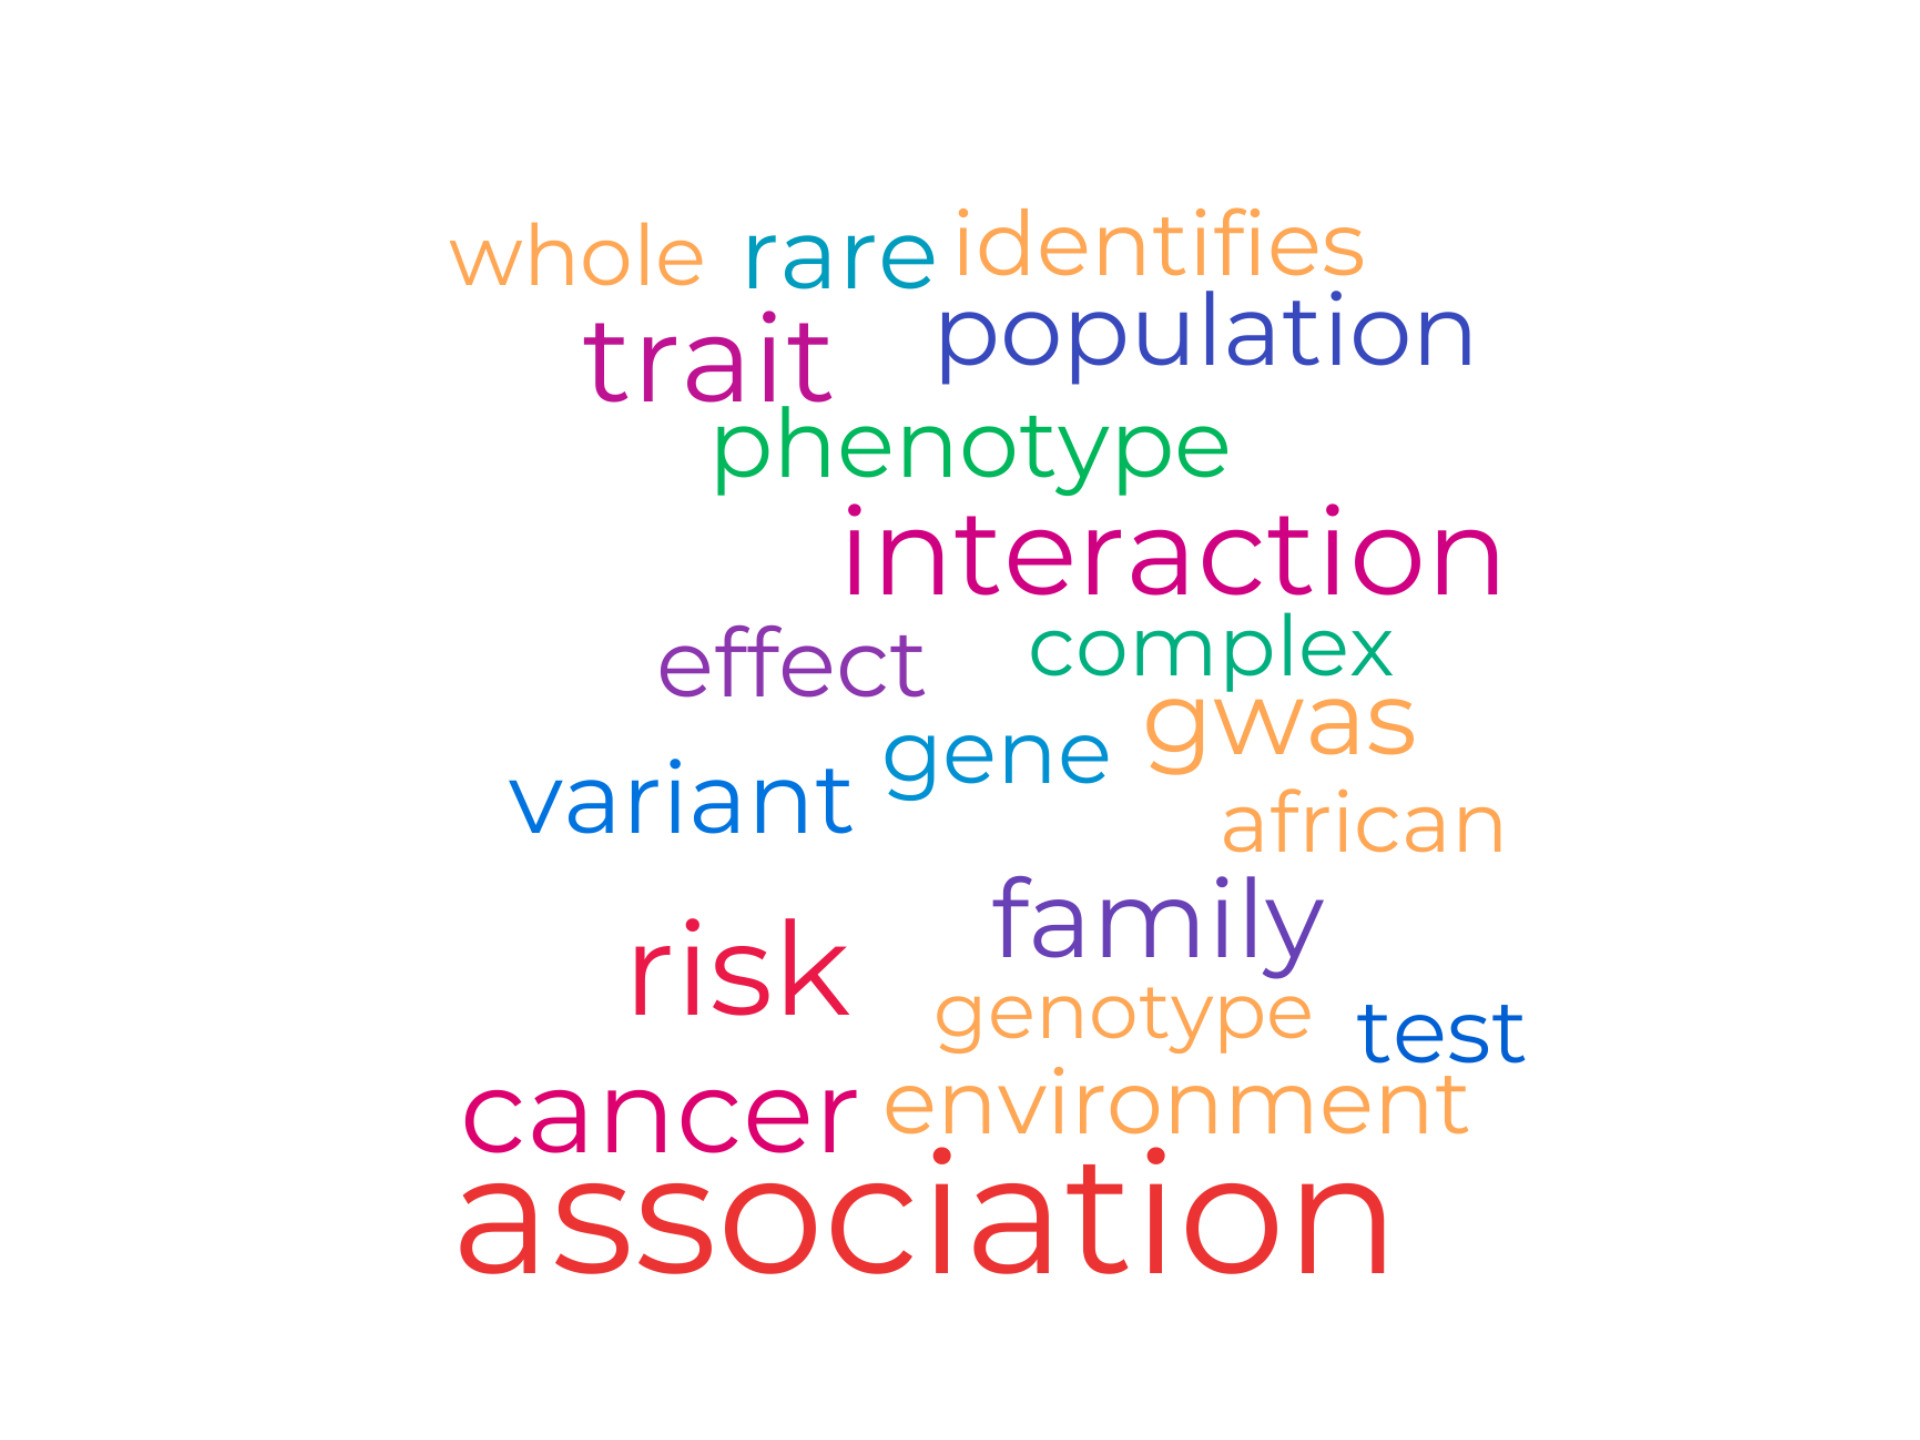 whole rare identifies
trait population
phenotype
interaction
effect complex
gene gwas
variant african
family
risk
genotype test
cancer environment
association